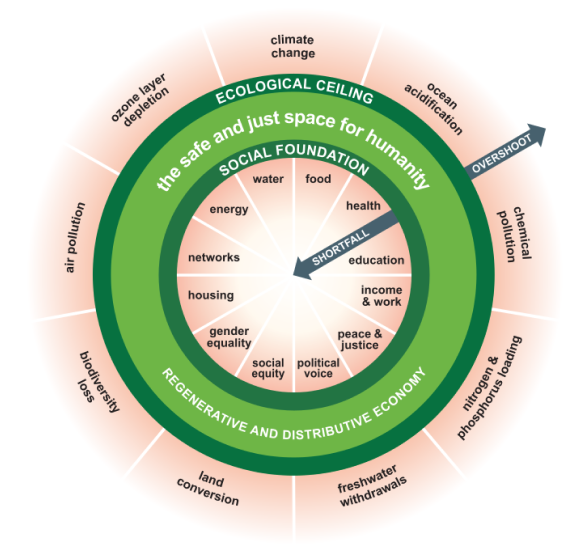 climate
change
ozone layer
depletion
ocean
acidification
ECOLOGICAL CEILING
the safe and just space for humanity
OVERSHOOT
SOCIAL FOUNDATION
water
food
energy
health
air pollution
chemical
pollution
networks
SHORTFALL
education
housing
income
& work
gender
equality
peace &
justice
social
equity
political
voice
biodiversity
loss
nitrogen &
phosphorus loading
REGENERATIVE AND DISTRIBUTIVE ECONOMY
land
conversion
freshwater
withdrawals